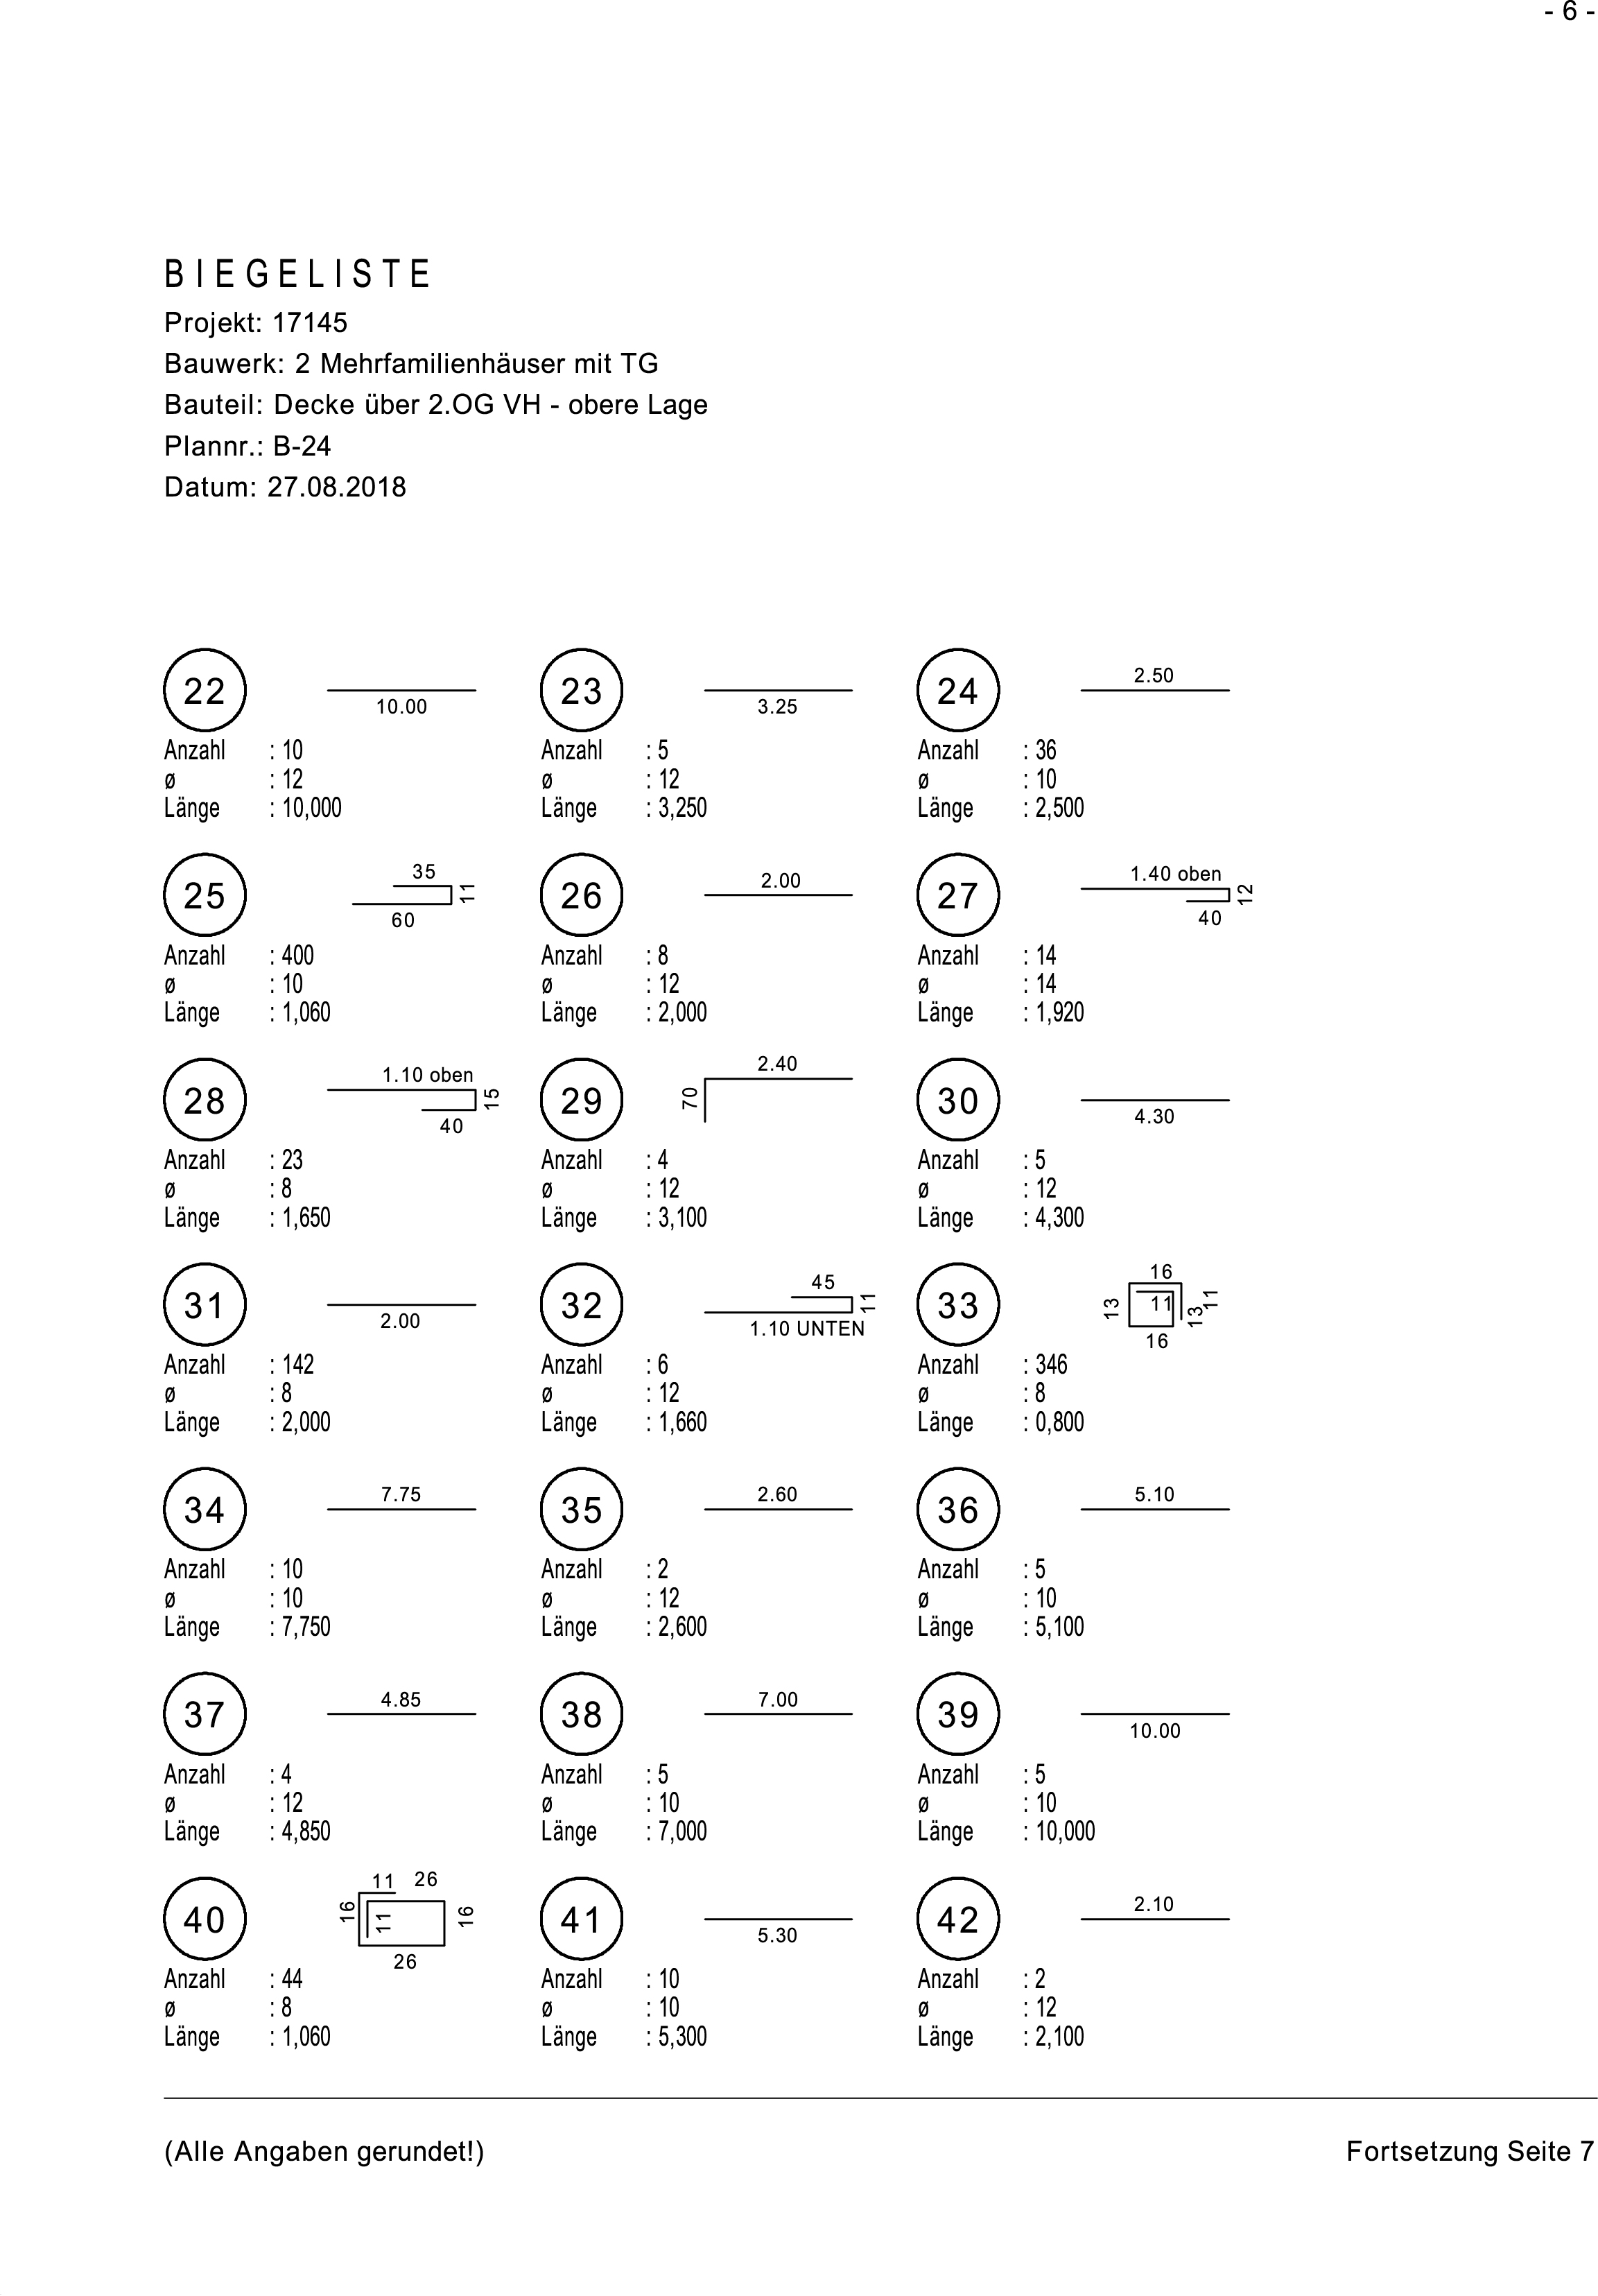 - 6 -
BIEGELISTE
Projekt: 17145
Bauwerk: 2 Mehrfamilienhäuser mit TG
Bauteil: Decke über 2.OG VH - obere Lage
Plannr.: B-24
Datum: 27.08.2018
22 10.00 23 3.25 24 2.50
Anzahl : 10 Anzahl : 5 Anzahl : 36
ø : 12 ø : 12 ø : 10
Länge : 10,000 Länge : 3,250 Länge : 2,500
25 35 11 60 26 2.00 27 1.40 oben 12 40
Anzahl : 400 Anzahl : 8 Anzahl : 14
ø : 10 ø : 12 ø : 14
Länge : 1,060 Länge : 2,000 Länge : 1,920
28 1.10 oben 15 40 29 70 2.40 30 4.30
Anzahl : 23 Anzahl : 4 Anzahl : 5
ø : 8 ø : 12 ø : 12
Länge : 1,650 Länge : 3,100 Länge : 4,300
31 2.00 32 45 11 1.10 UNTEN 33 16 13 11 13 11 16
Anzahl : 142 Anzahl : 6 Anzahl : 346
ø : 8 ø : 12 ø : 8
Länge : 2,000 Länge : 1,660 Länge : 0,800
34 7.75 35 2.60 36 5.10
Anzahl : 10 Anzahl : 2 Anzahl : 5
ø : 10 ø : 12 ø : 10
Länge : 7,750 Länge : 2,600 Länge : 5,100
37 4.85 38 7.00 39 10.00
Anzahl : 4 Anzahl : 5 Anzahl : 5
ø : 12 ø : 10 ø : 10
Länge : 4,850 Länge : 7,000 Länge : 10,000
40 11 26 16 11 16 26 41 5.30 42 2.10
Anzahl : 44 Anzahl : 10 Anzahl : 2
ø : 8 ø : 10 ø : 12
Länge : 1,060 Länge : 5,300 Länge : 2,100
(Alle Angaben gerundet!) Fortsetzung Seite 7